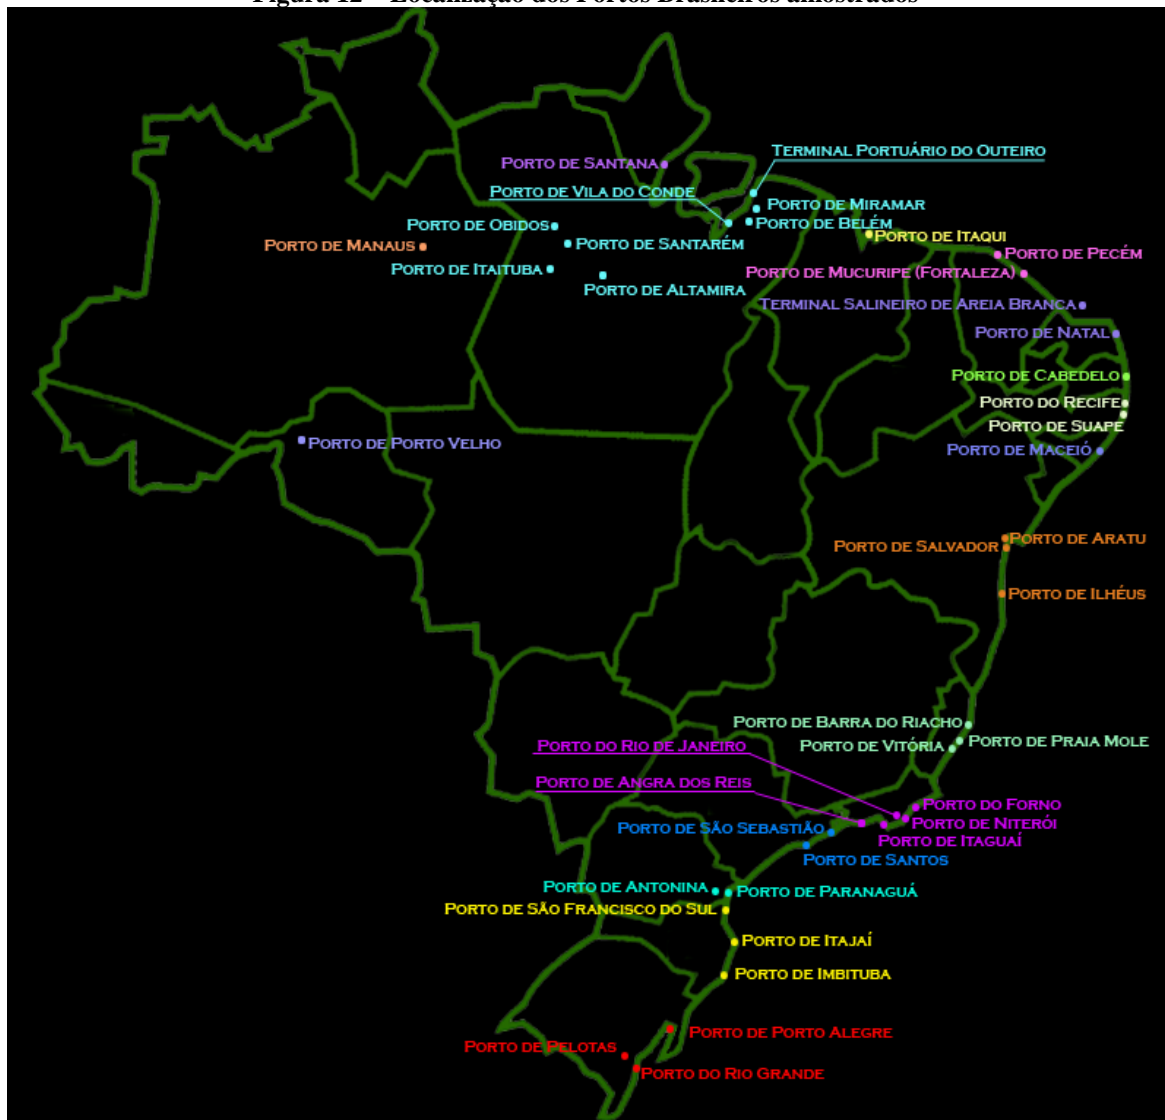 Figura 12 – Localização dos Portos Brasileiros amostrados
TERMINAL PORTUÁRIO DO OUTEIRO
PORTO DE SANTANA
PORTO DE VILA DO CONDE
PORTO DE MIRAMAR
PORTO DE BELÉM
PORTO DE OBIDOS
PORTO DE ITAQUI
PORTO DE MANAUS
PORTO DE SANTARÉM
PORTO DE PECÉM
PORTO DE ITAITUBA
PORTO DE MUCURIPE (FORTALEZA)
PORTO DE ALTAMIRA
TERMINAL SALINEIRO DE AREIA BRANCA
PORTO DE NATAL
PORTO DE CABEDELO
PORTO DO RECIFE
PORTO DE SUAPE
PORTO DE PORTO VELHO
PORTO DE MACEIÓ
PORTO DE ARATU
PORTO DE SALVADOR
PORTO DE ILHÉUS
PORTO DE BARRA DO RIACHO
PORTO DE PRAIA MOLE
PORTO DE VITÓRIA
PORTO DO RIO DE JANEIRO
PORTO DE ANGRA DOS REIS
PORTO DO FORNO
PORTO DE NITERÓI
PORTO DE SÃO SEBASTIÃO
PORTO DE ITAGUAÍ
PORTO DE SANTOS
PORTO DE ANTONINA
PORTO DE PARANAGUÁ
PORTO DE SÃO FRANCISCO DO SUL
PORTO DE ITAJAÍ
PORTO DE IMBITUBA
PORTO DE PORTO ALEGRE
PORTO DE PELOTAS
PORTO DO RIO GRANDE